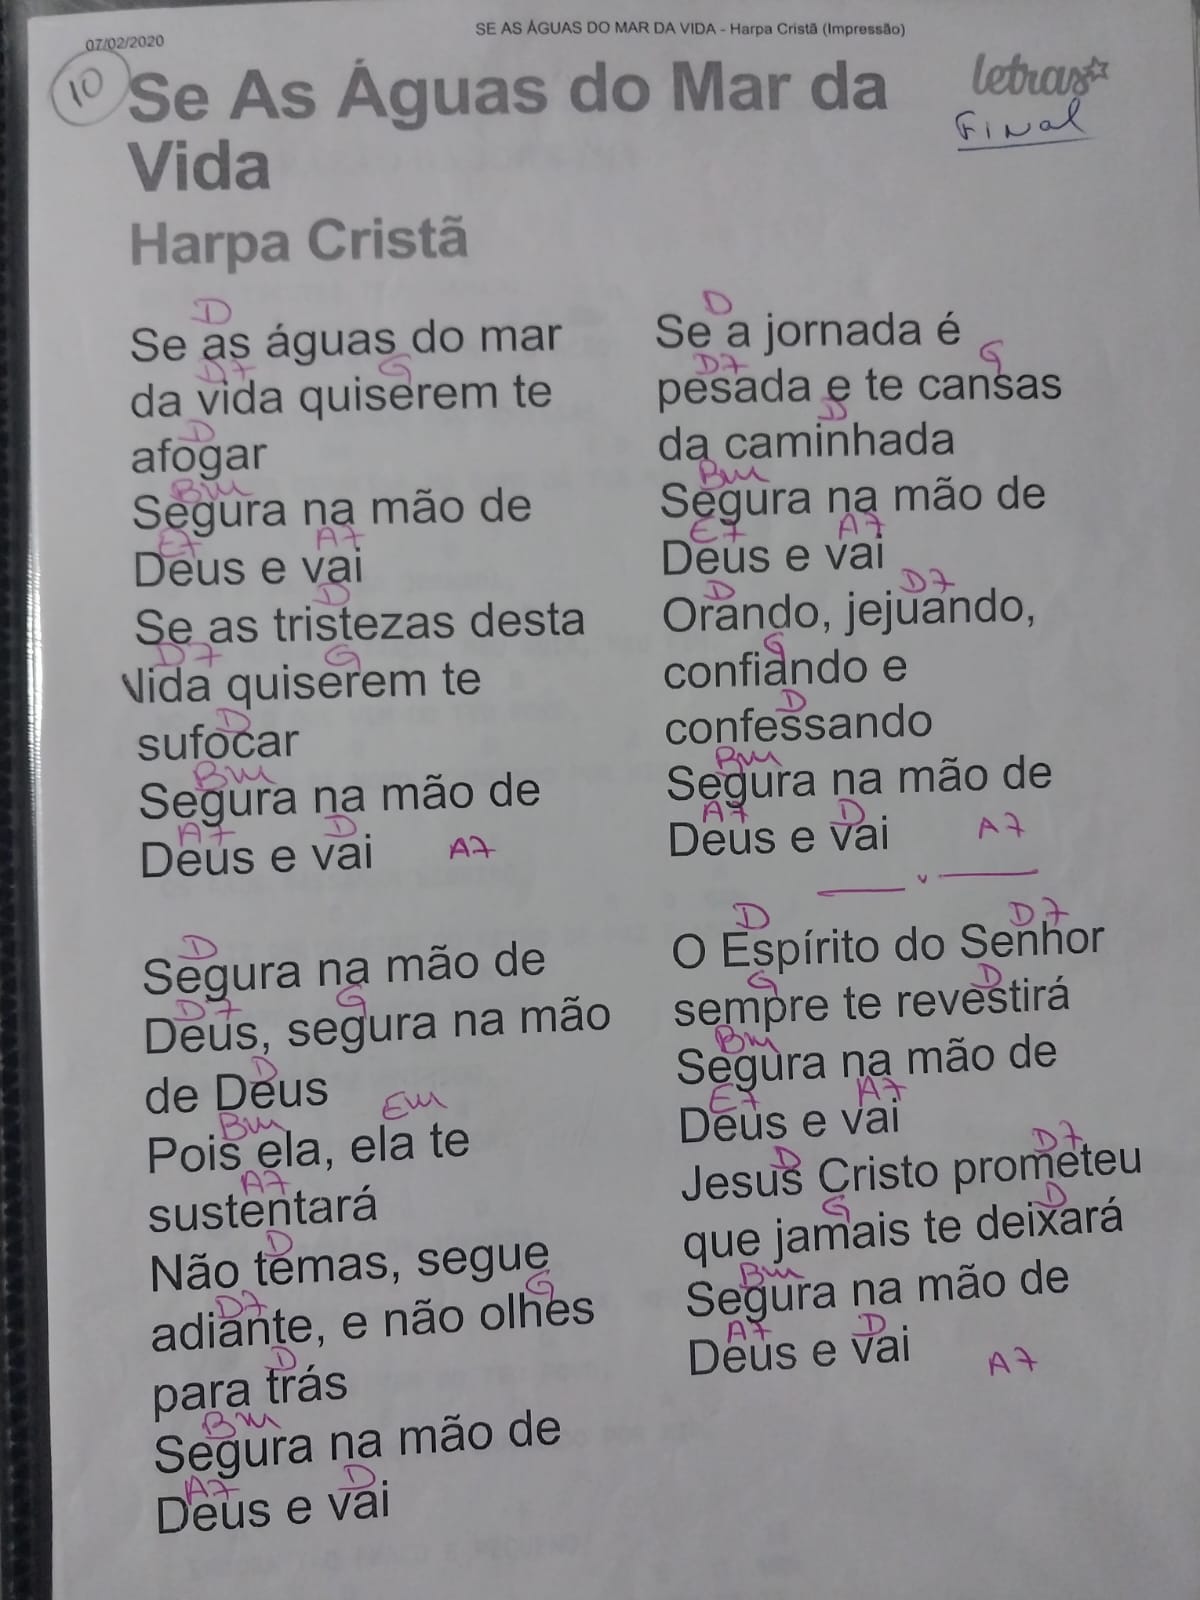 07/02/2020
SE AS ÁGUAS DO MAR DA VIDA - Harpa Cristã (Impressão)
10
Se As Águas do Mar da
Vida
Harpa Cristã
letras
Final
D
Se as águas do mar
D7 G
da vida quiserem te
D
afogar
Bm
Segura na mão de
E7 A7
Deus e vai
D
Se as tristezas desta
D7 G
Vida quiserem te
D
sufocar
Bm
Segura na mão de
A7 D
Deus e vai A7
D
Segura na mão de
D7 G
Deus, segura na mão
D
de Deus
Bm Em
Pois ela, ela te
A7
sustentará
D
Não temas, segue
D7 G
adiante, e não olhes
D
para trás
Bm
Segura na mão de
A7 D
Deus e vai
D
Se a jornada é
D7 G
pesada e te cansas
D
da caminhada
Bm
Segura na mão de
E7 A7
Deus e vai
D D7
Orando, jejuando,
G
confiando e
D
confessando
Bm
Segura na mão de
A7 D
Deus e vai A7
D D7
O Espírito do Senhor
G D
sempre te revestirá
Bm
Segura na mão de
E7 A7
Deus e vai
D D7
Jesus Cristo prometeu
G D
que jamais te deixará
Bm
Segura na mão de
A7 D
Deus e vai A7